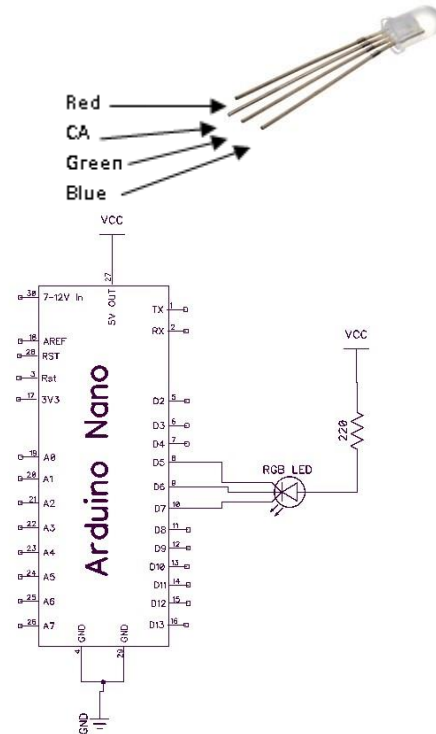 Red
CA
Green
Blue
VCC
27
5V OUT
30 7-12V In
TX 1
RX 2
18 AREF
28 RST
3 Rst
17 3V3
VCC
220
D2 5
D3 6
D4 7
19 A0
D5 8
RGB LED
20 A1
D6 9
21 A2
D7 10
22 A3
D8 11
23 A4
D9 12
24 A5
D10 13
D11 14
25 A6
D12 15
26 A7
D13 16
Arduino Nano
GND
GND
4
29
GND